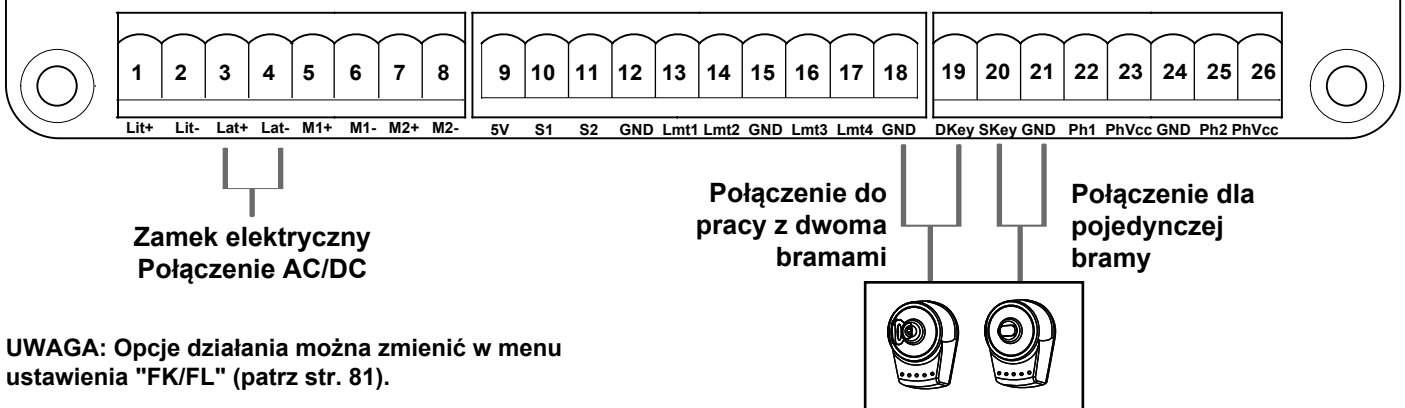 1 2 3 4 5 6 7 8 9 10 11 12 13 14 15 16 17 18 19 20 21 22 23 24 25 26
Lit+ Lit- Lat+ Lat- M1+ M1- M2+ M2- 5V S1 S2 GND Lmt1 Lmt2 GND Lmt3 Lmt4 GND DKey SKey GND Ph1 PhVcc GND Ph2 PhVcc
Zamek elektryczny
Połączenie AC/DC
Połączenie do
pracy z dwoma
bramami
Połączenie dla
pojedynczej
bramy
UWAGA: Opcje działania można zmienić w menu
ustawienia "FK/FL" (patrz str. 81).